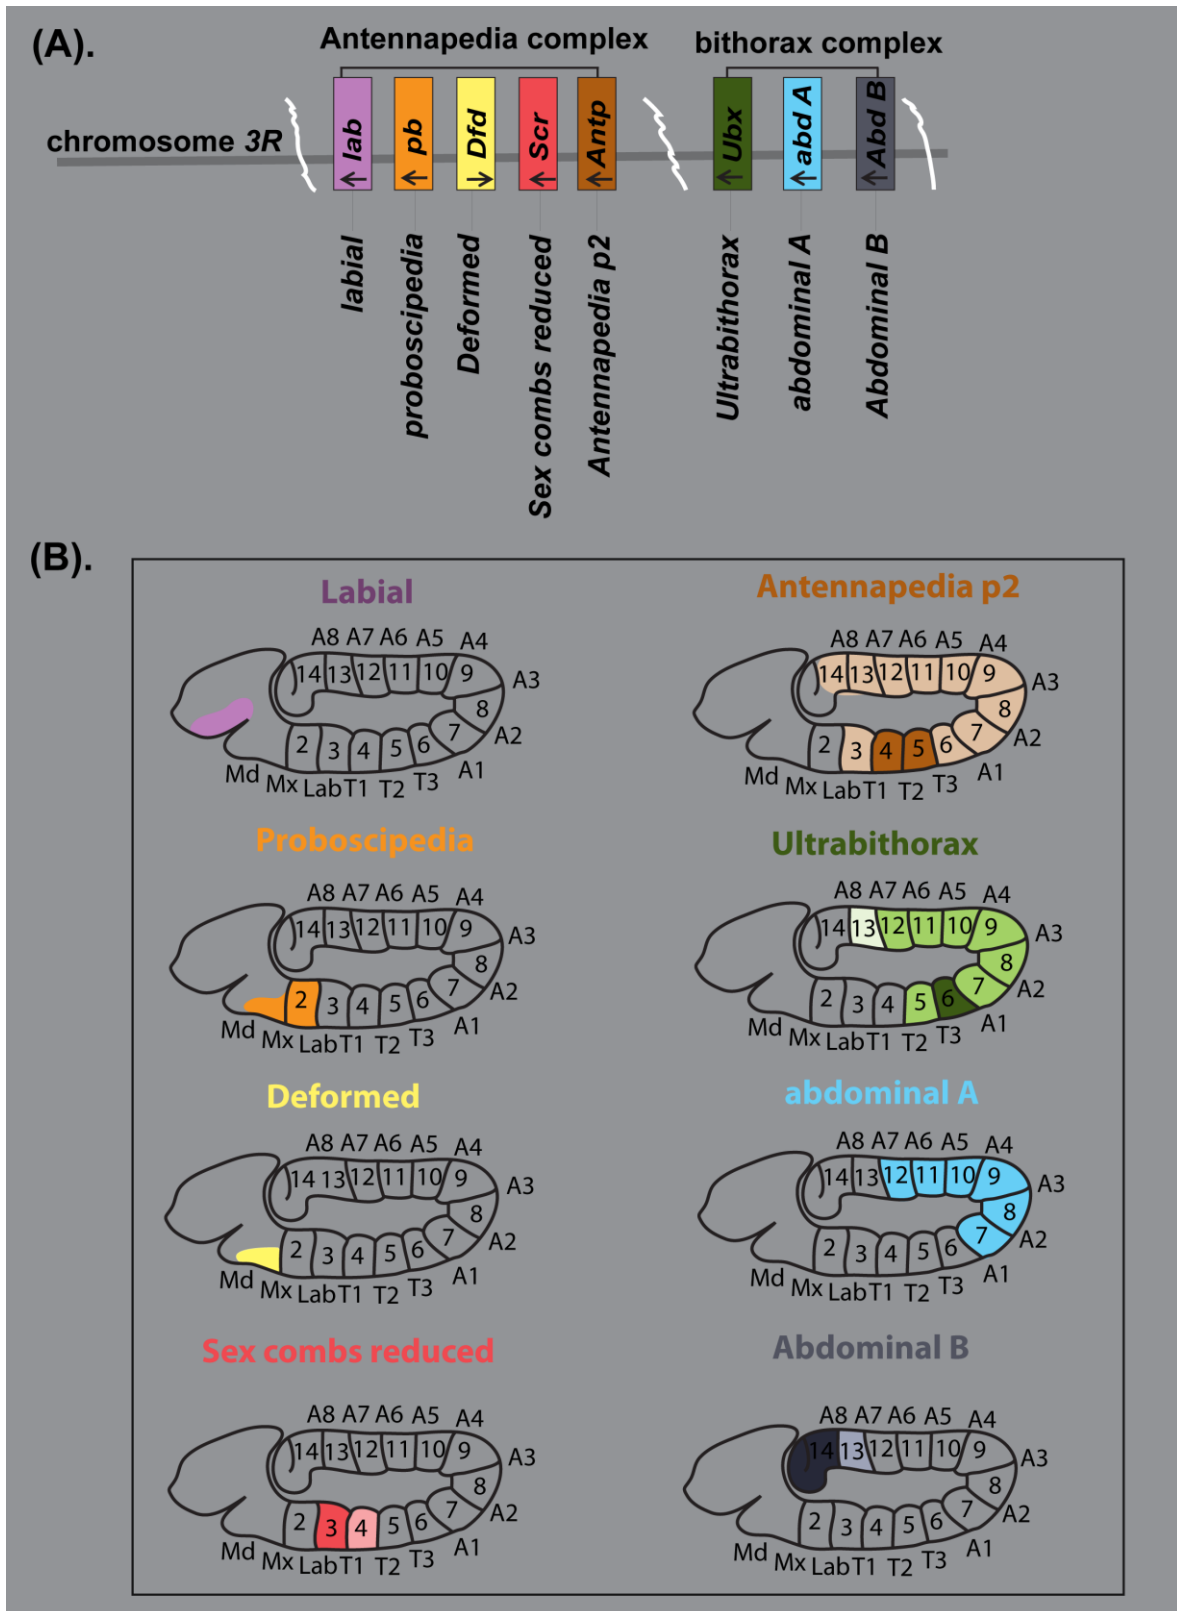 (A).
Antennapedia complex
bithorax complex
chromosome 3R
lab
pb
Dfd
Scr
Antp
Ubx
abd A
Abd B
labial
proboscipedia
Deformed
Sex combs reduced
Antennapedia p2
Ultrabithorax
abdominal A
Abdominal B
(B).
Labial
A8 A7 A6 A5 A4
14 13 12 11 10 9 A3
8
2 3 4 5 6 7 A2
Md Mx Lab T1 T2 T3 A1
Antennapedia p2
A8 A7 A6 A5 A4
14 13 12 11 10 9 A3
8
2 3 4 5 6 7 A2
Md Mx Lab T1 T2 T3 A1
Proboscipedia
A8 A7 A6 A5 A4
14 13 12 11 10 9 A3
8
2 3 4 5 6 7 A2
Md Mx Lab T1 T2 T3 A1
Ultrabithorax
A8 A7 A6 A5 A4
14 13 12 11 10 9 A3
8
2 3 4 5 6 7 A2
Md Mx Lab T1 T2 T3 A1
Deformed
A8 A7 A6 A5 A4
14 13 12 11 10 9 A3
8
2 3 4 5 6 7 A2
Md Mx Lab T1 T2 T3 A1
abdominal A
A8 A7 A6 A5 A4
14 13 12 11 10 9 A3
8
2 3 4 5 6 7 A2
Md Mx Lab T1 T2 T3 A1
Sex combs reduced
A8 A7 A6 A5 A4
14 13 12 11 10 9 A3
8
2 3 4 5 6 7 A2
Md Mx Lab T1 T2 T3 A1
Abdominal B
A8 A7 A6 A5 A4
14 13 12 11 10 9 A3
8
2 3 4 5 6 7 A2
Md Mx Lab T1 T2 T3 A1